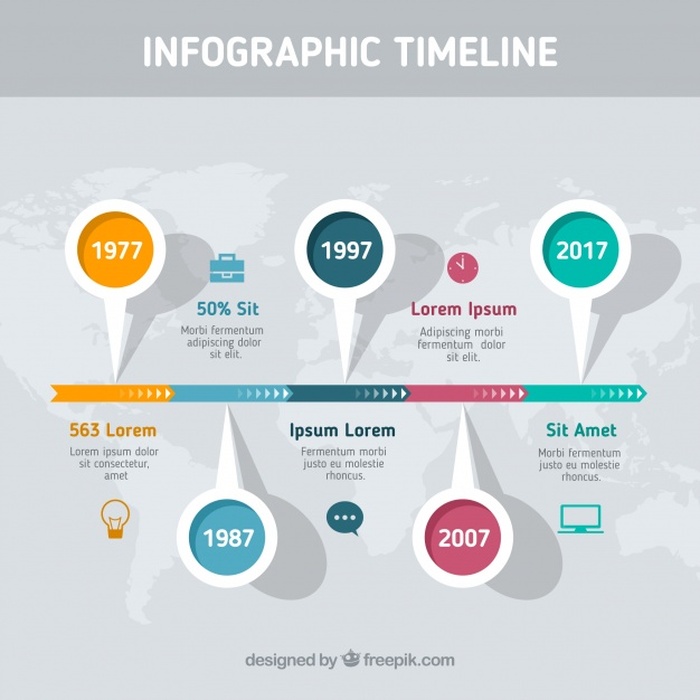 INFOGRAPHIC TIMELINE
1977
1997
2017
50% Sit
Morbi fermentum
adipiscing dolor
sit elit.
Lorem Ipsum
Adipiscing morbi
fermentum dolor
sit elit.
563 Lorem
Lorem ipsum dolor
sit consectetur,
amet
Ipsum Lorem
Fermentum morbi
justo eu molestie
rhoncus.
Sit Amet
Morbi fermentum
justo eu molestie
rhoncus.
1987
2007
designed by freepik.com